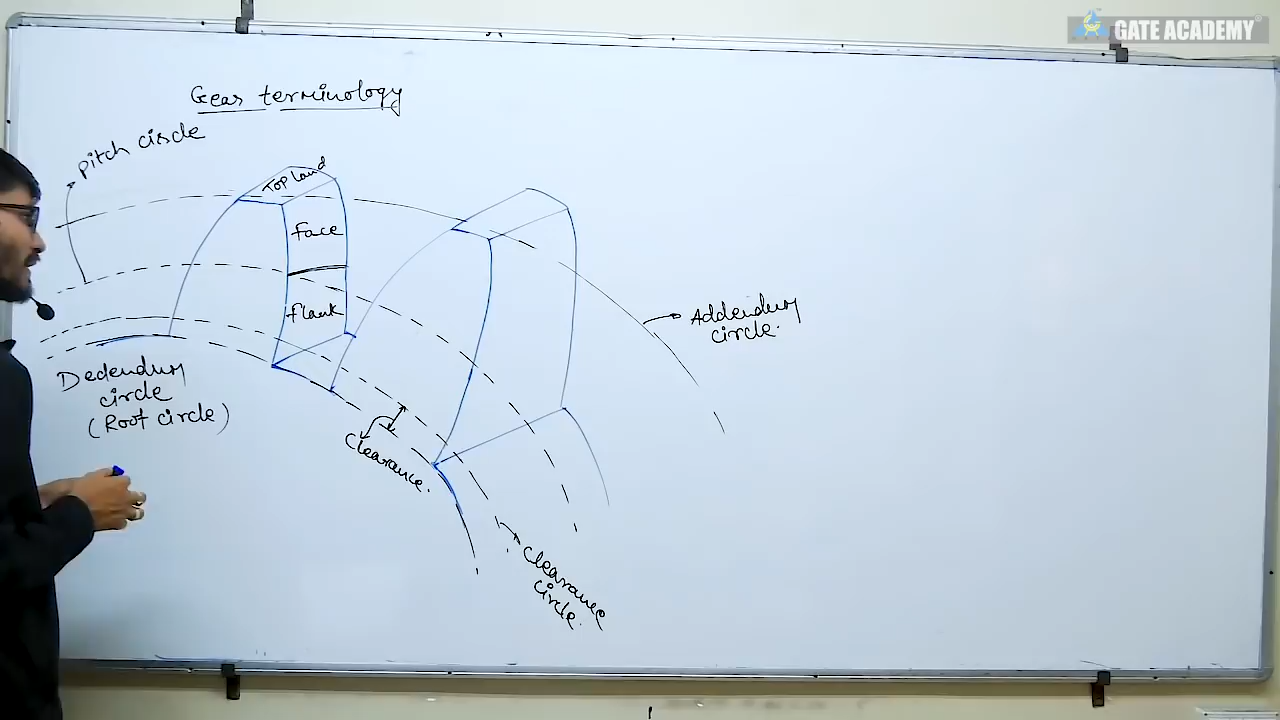 GATE ACADEMY
Gear terminology
pitch circle
Top land
face
flank
Addendum
circle.
Dedendum
circle
(Root circle)
Clearance.
Clearance
circle.